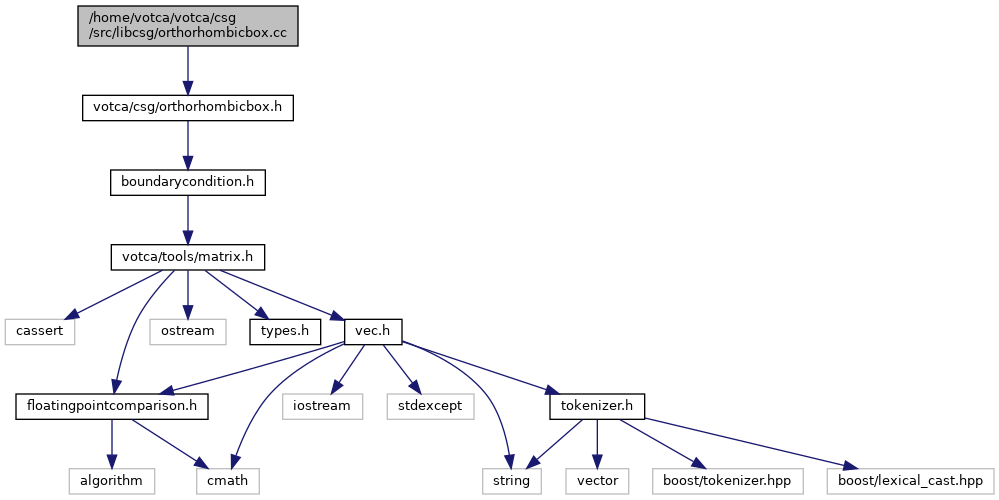 /home/votca/votca/csg
/src/libcsg/orthorhombicbox.cc
votca/csg/orthorhombicbox.h
boundarycondition.h
votca/tools/matrix.h
cassert
ostream
types.h
vec.h
floatingpointcomparison.h
iostream
stdexcept
tokenizer.h
algorithm
cmath
string
vector
boost/tokenizer.hpp
boost/lexical_cast.hpp